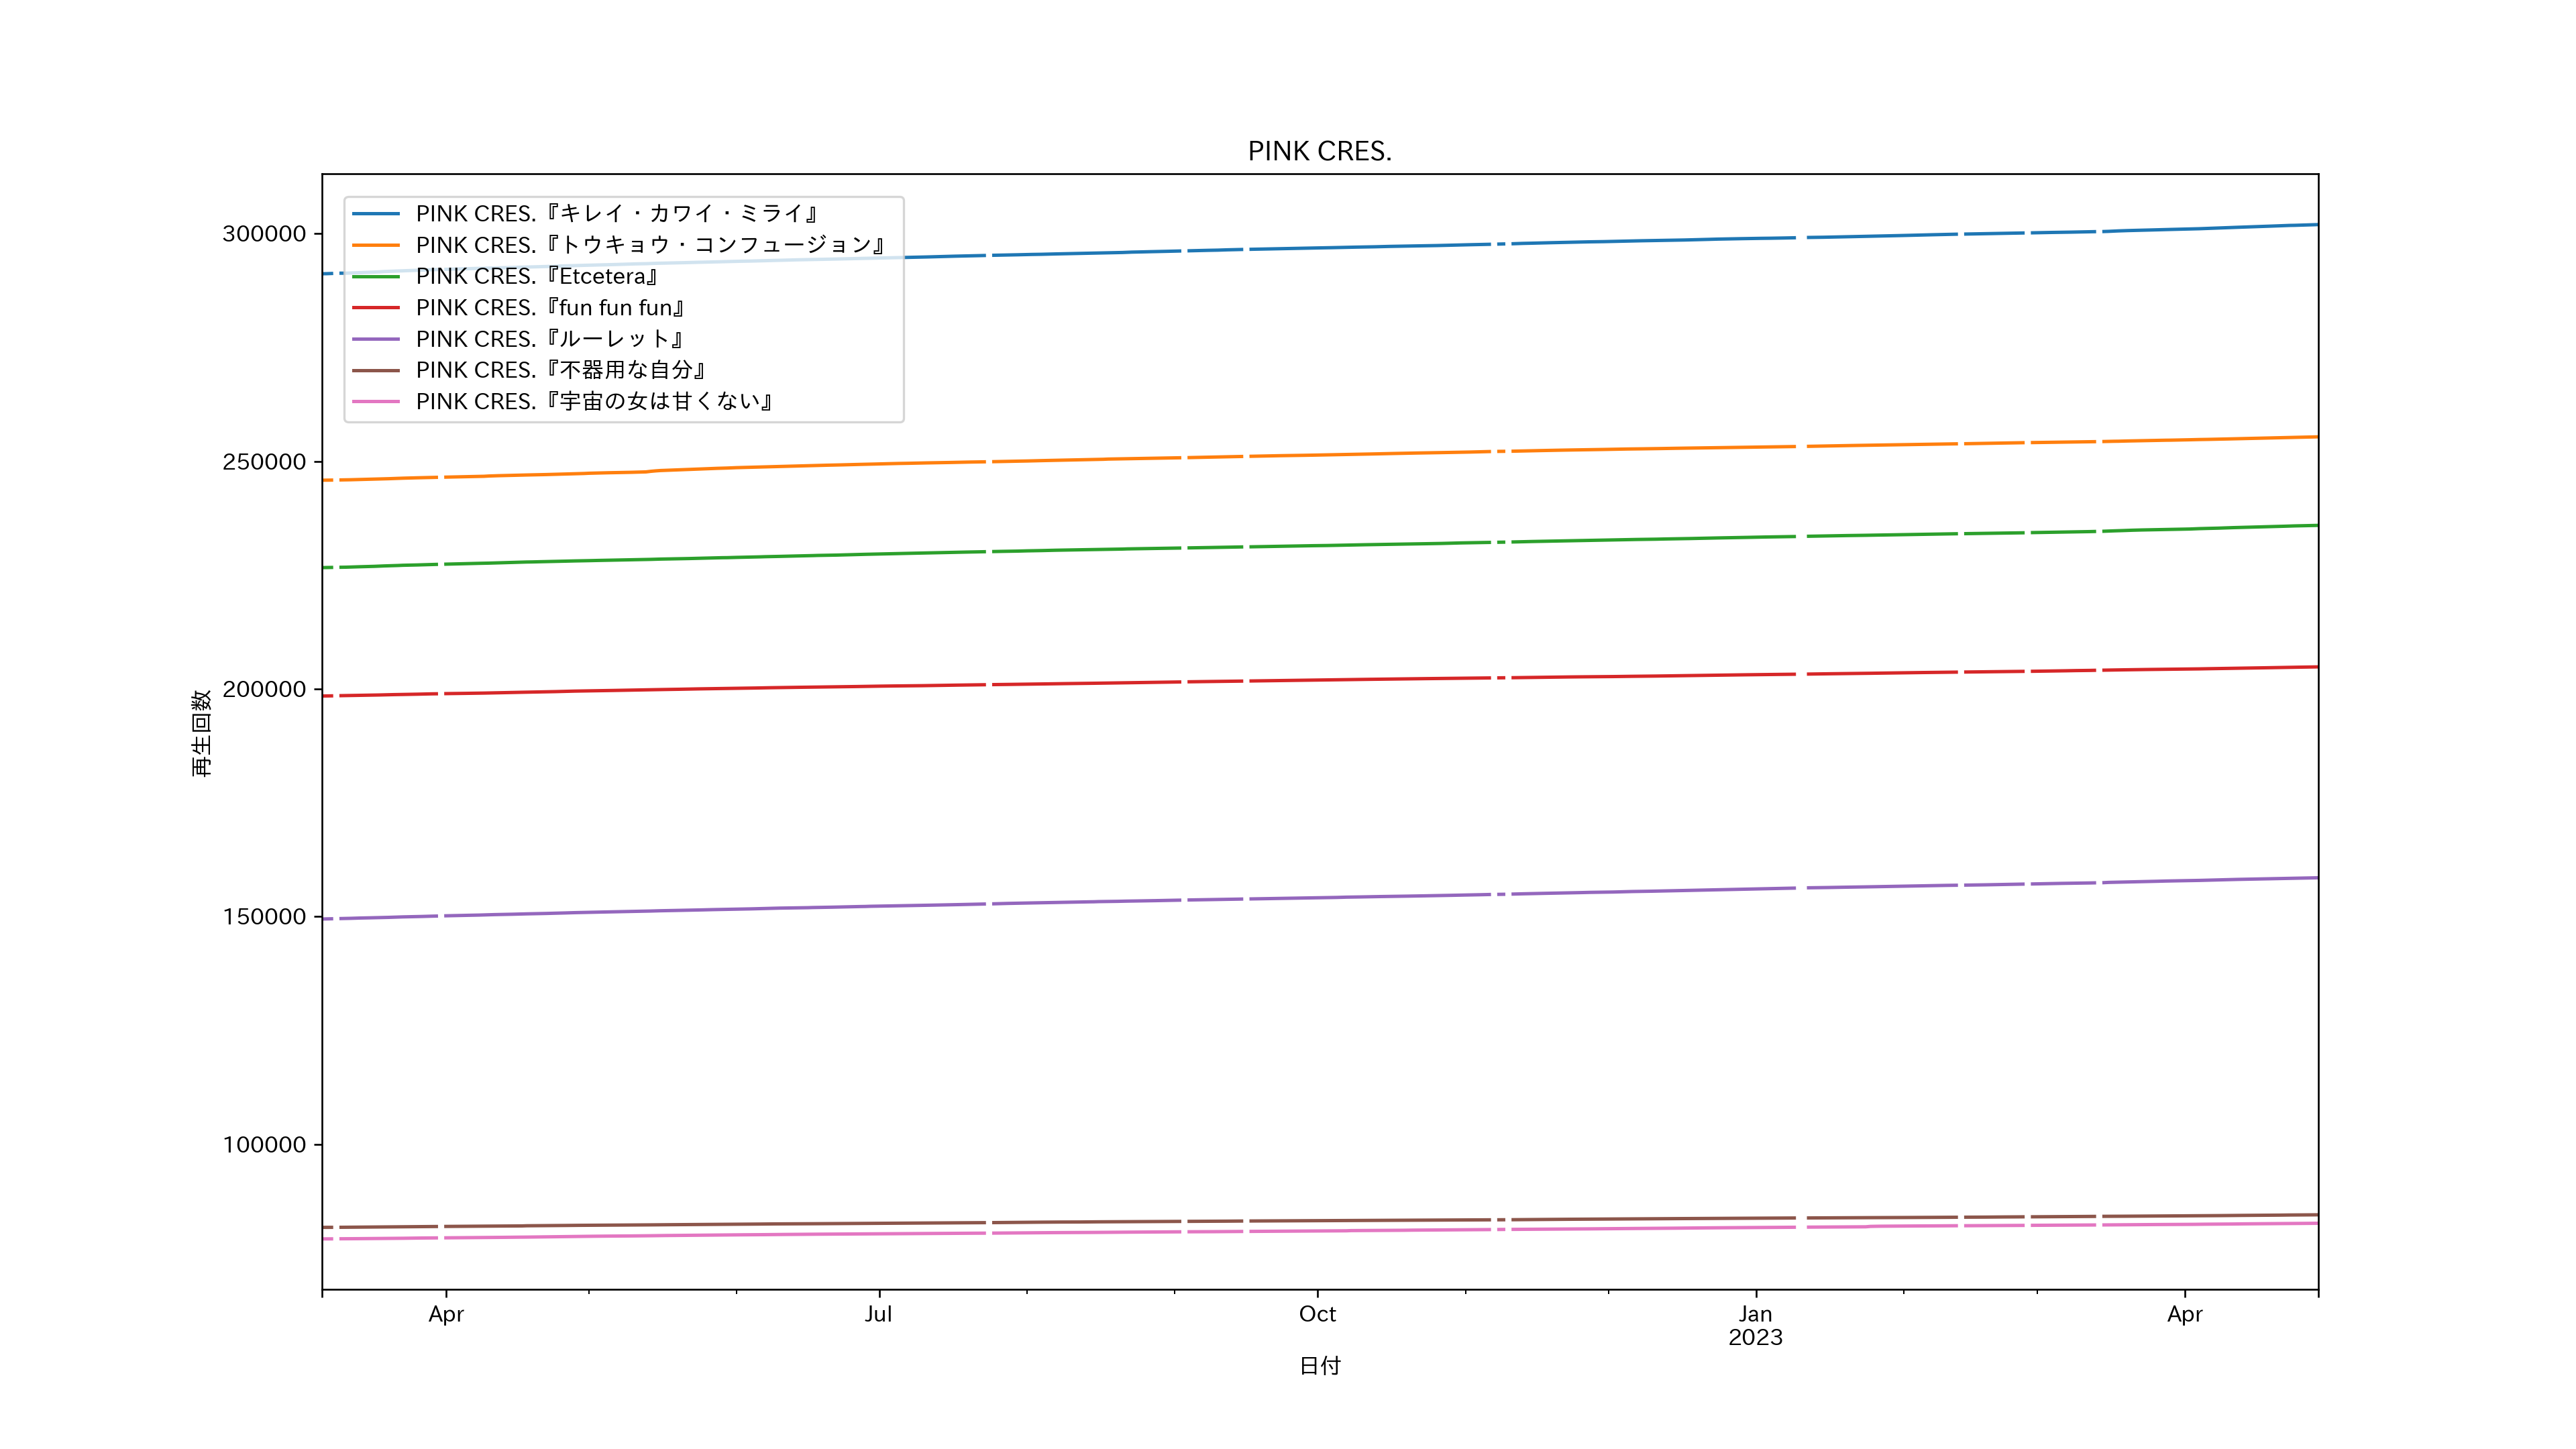 PINK CRES.
PINK CRES.『キレイ・カワイ・ミライ』
PINK CRES.『トウキョウ・コンフュージョン』
PINK CRES.『Etcetera』
PINK CRES.『fun fun fun』
PINK CRES.『ルーレット』
PINK CRES.『不器用な自分』
PINK CRES.『宇宙の女は甘くない』
300000
250000
200000
150000
100000
再生回数
Apr
Jul
Oct
Jan
2023
Apr
日付